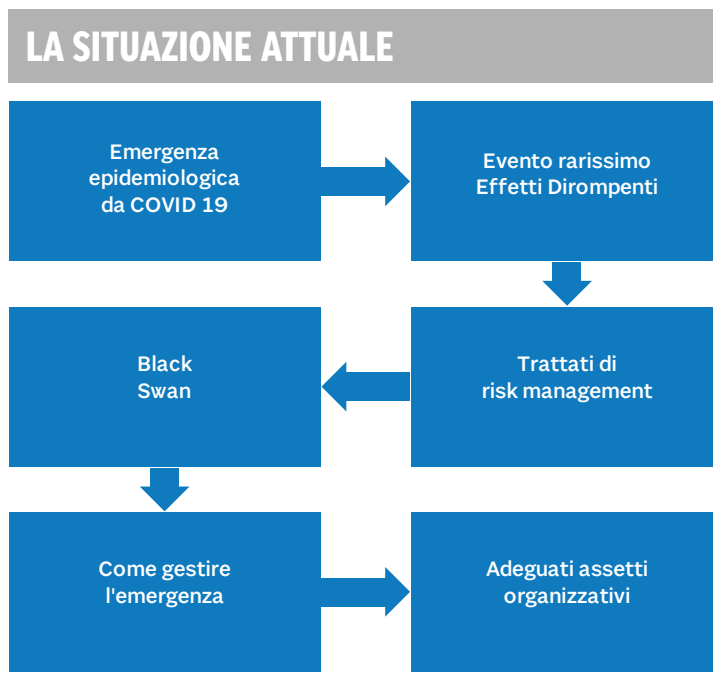 LA SITUAZIONE ATTUALE
Emergenza
epidemiologica
da COVID 19
Evento rarissimo
Effetti Dirompenti
Trattati di
risk management
Black
Swan
Come gestire
l'emergenza
Adeguati assetti
organizzativi